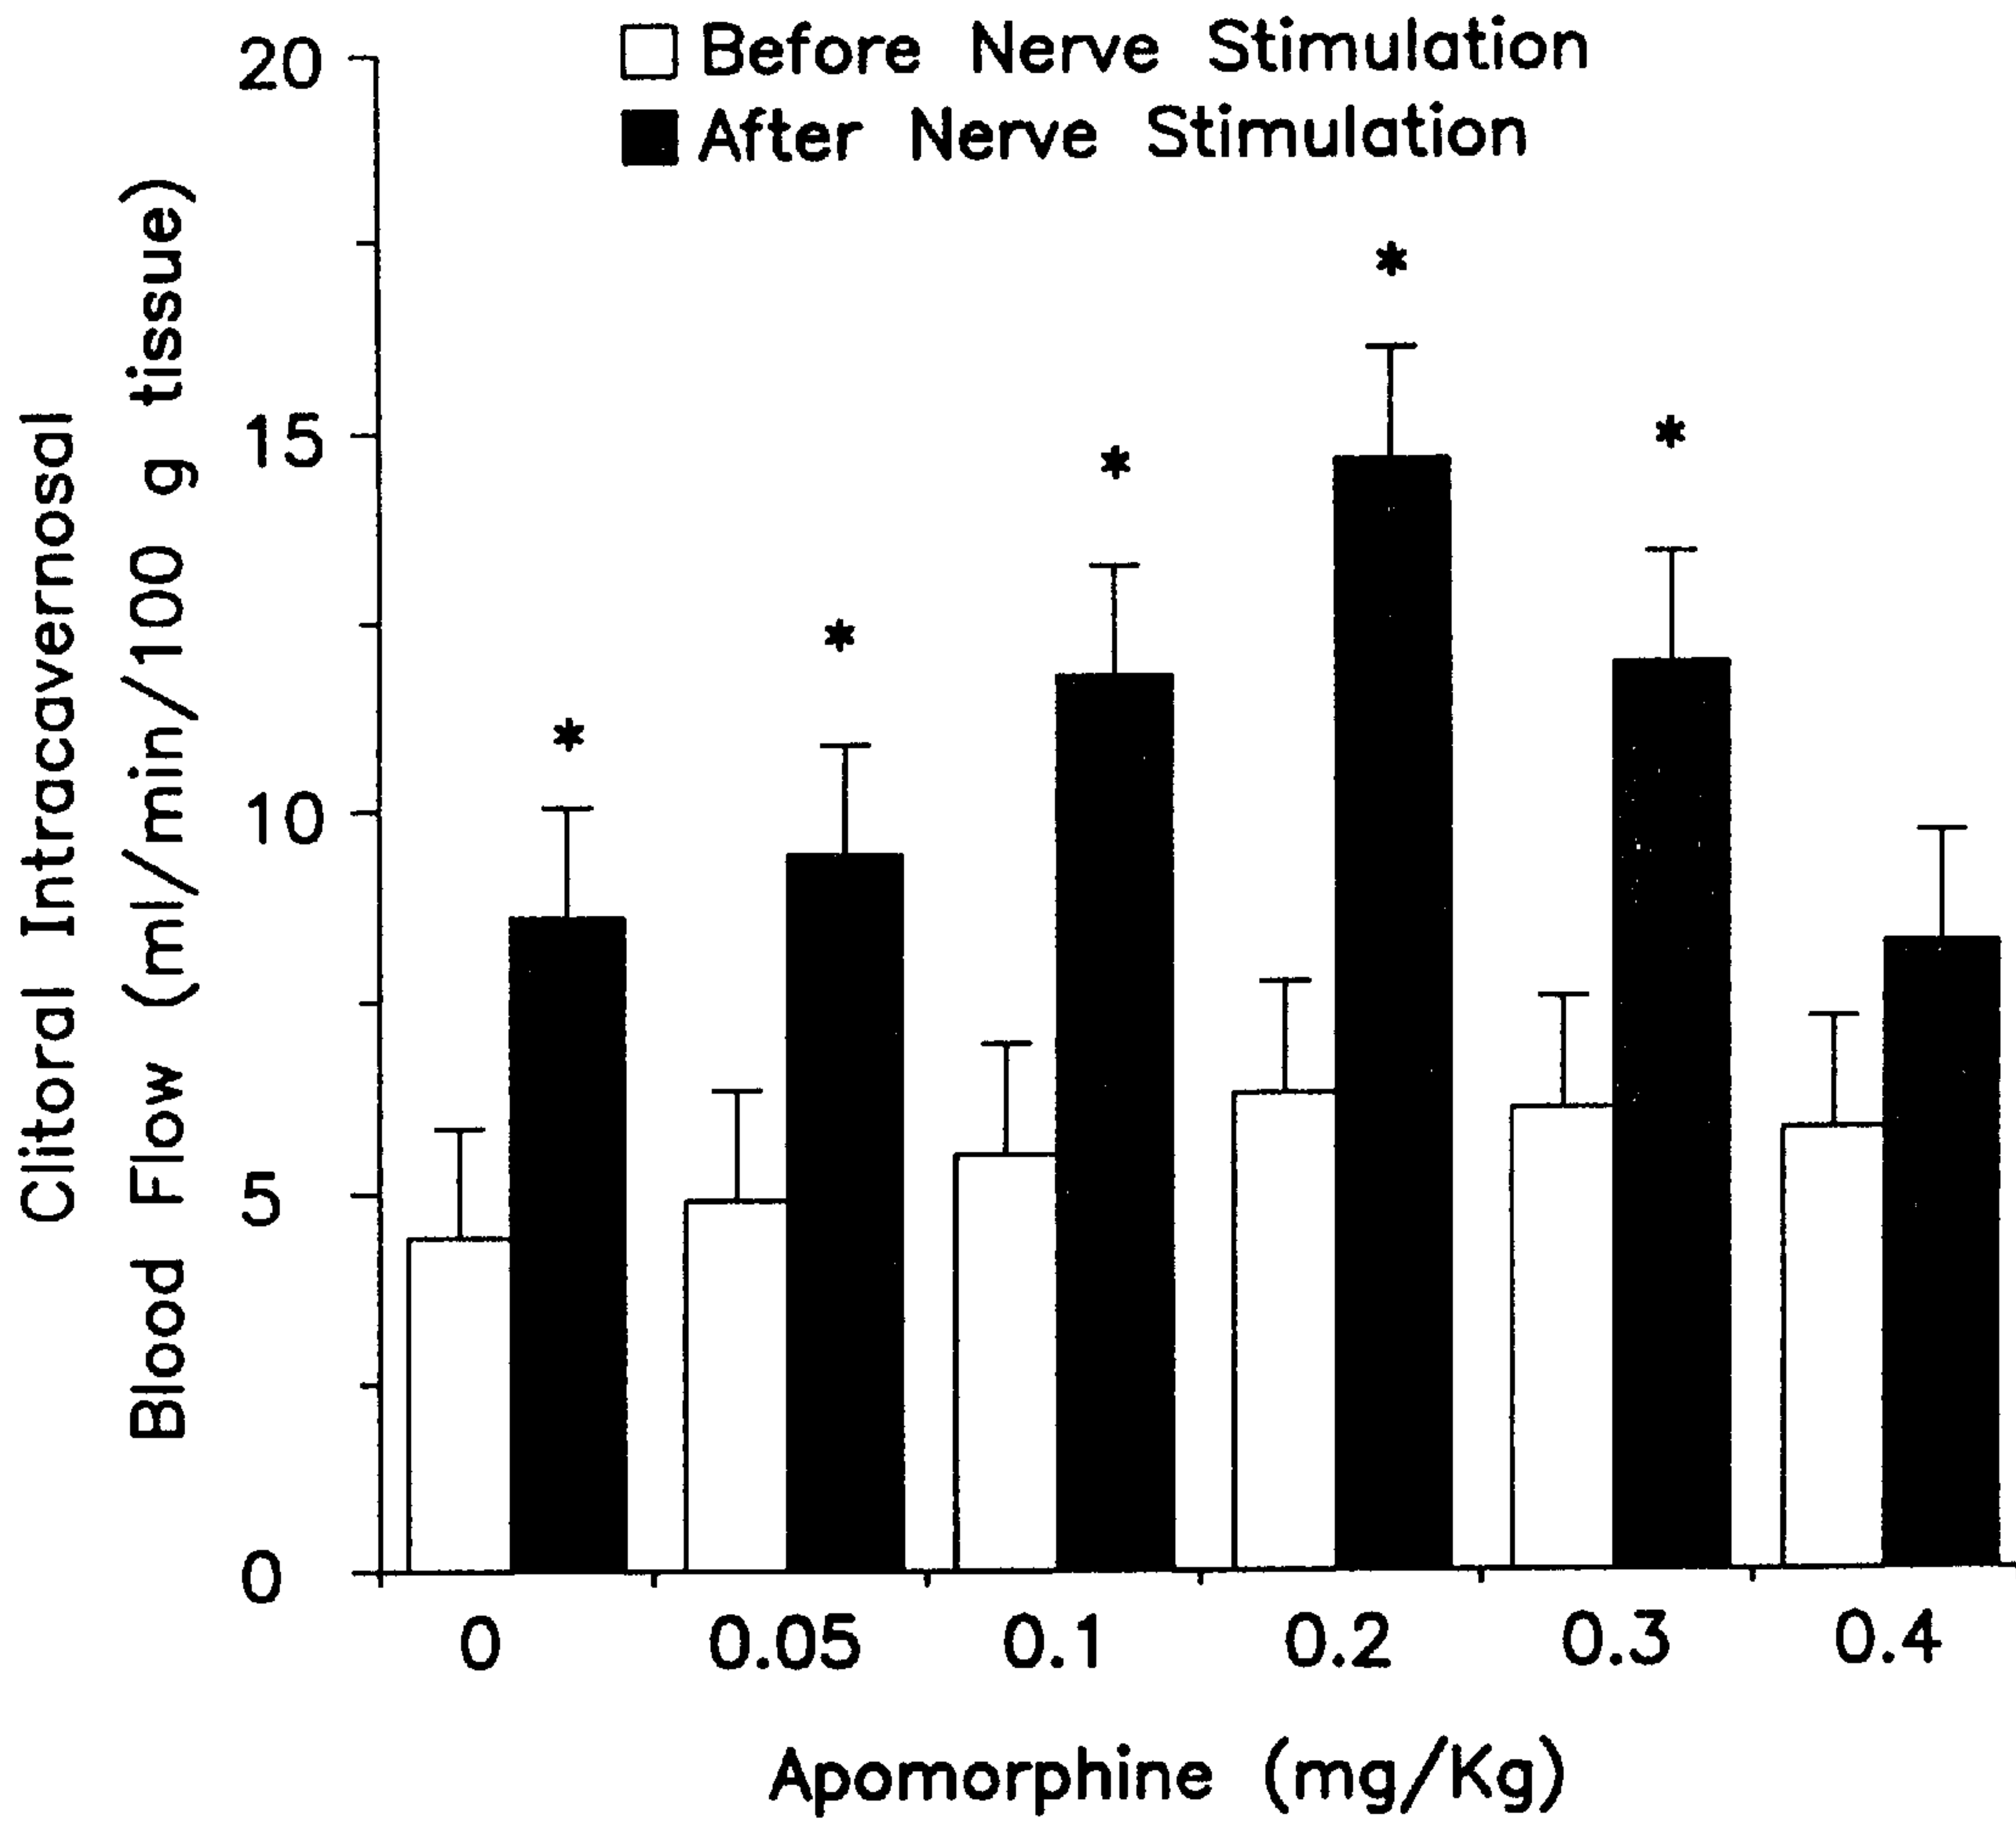 Before Nerve Stimulation
After Nerve Stimulation
Clitoral Intracavernosal
Blood Flow (ml/min/100 g tissue)
20
15
10
5
0
*
*
*
*
*
0 0.05 0.1 0.2 0.3 0.4
Apomorphine (mg/Kg)